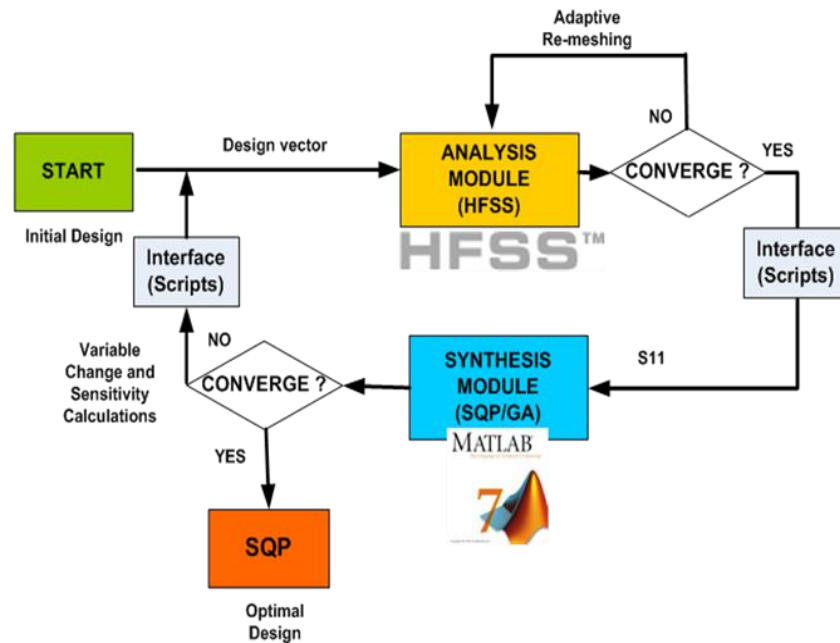 Adaptive
Re-meshing
NO
YES
START
Design vector
ANALYSIS
MODULE
(HFSS)
CONVERGE ?
Initial Design
HFSS™
Interface
(Scripts)
Interface
(Scripts)
Variable
Change and
Sensitivity
Calculations
NO
CONVERGE ?
SYNTHESIS
MODULE
(SQP/GA)
S11
YES
MATLAB
7
SQP
Optimal
Design